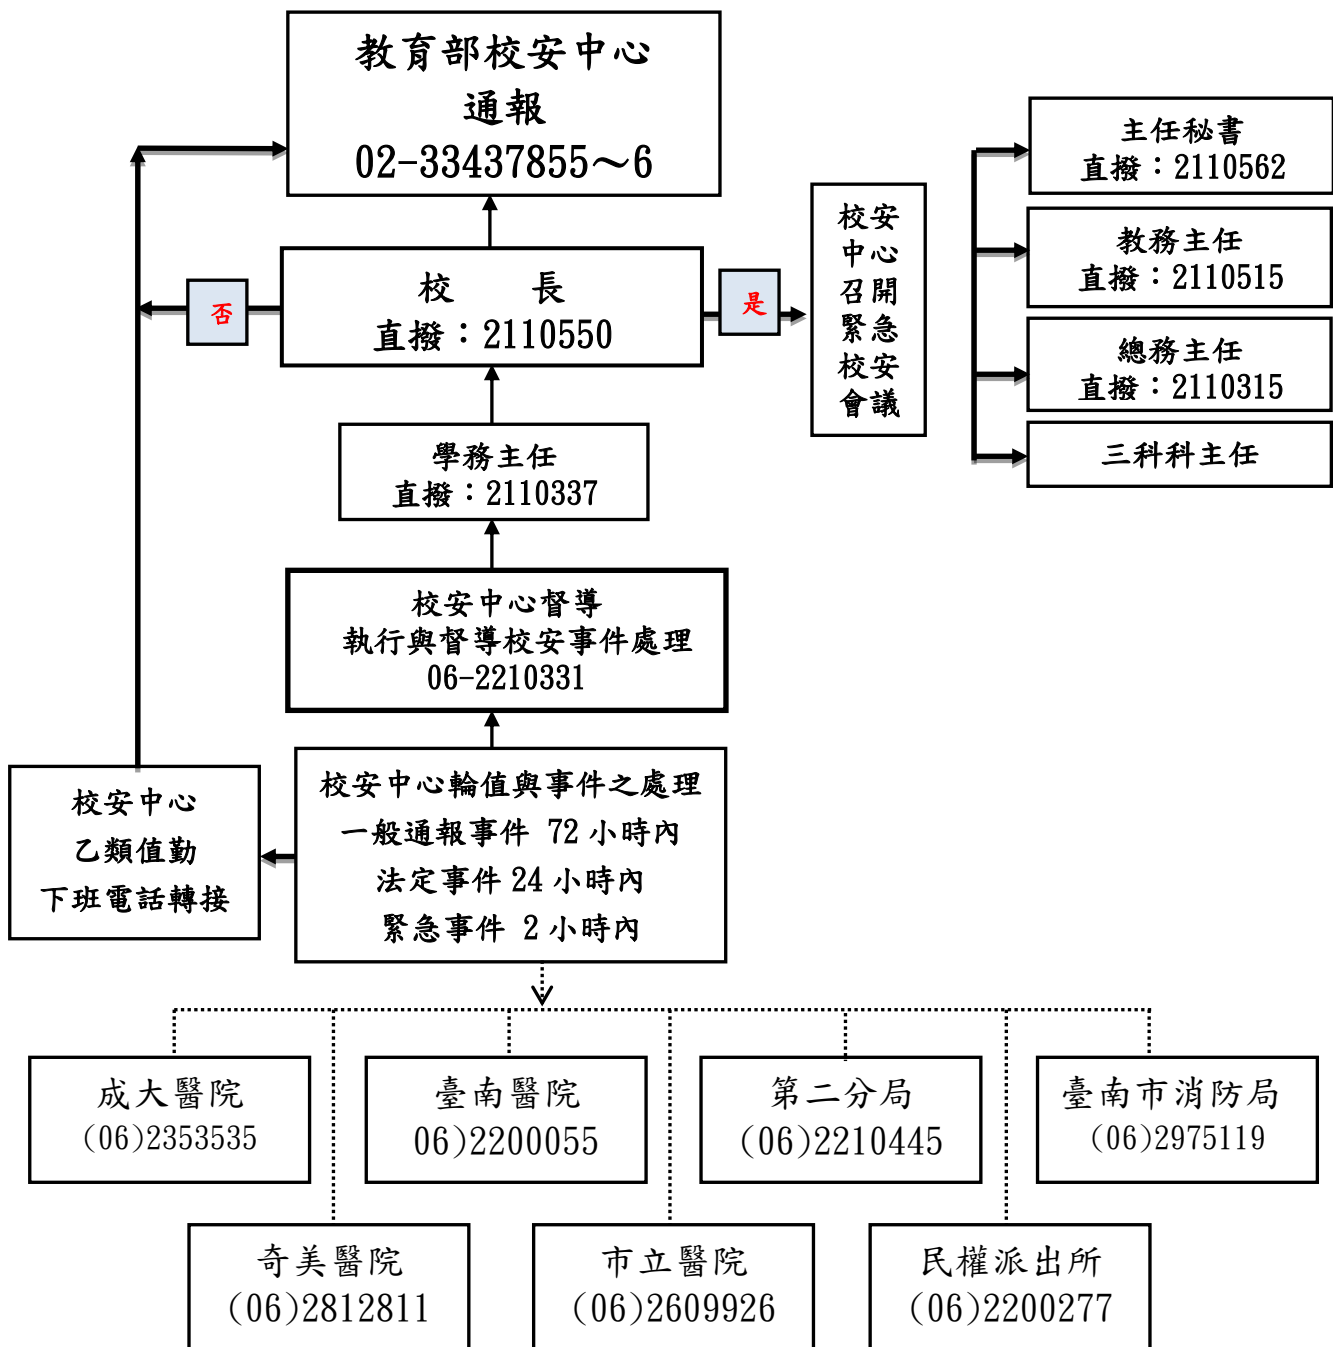 教育部校安中心
通報
02-33437855～6
主任秘書
直撥：2110562
校安
中心
召開
緊急
校安
會議
教務主任
直撥：2110515
校　　長
直撥：2110550
否
是
總務主任
直撥：2110315
三科科主任
學務主任
直撥：2110337
校安中心督導
執行與督導校安事件處理
06-2210331
校安中心
乙類值勤
下班電話轉接
校安中心輪值與事件之處理
一般通報事件 72 小時內
法定事件 24 小時內
緊急事件 2 小時內
成大醫院
(06)2353535
臺南醫院
06)2200055
第二分局
(06)2210445
臺南市消防局
(06)2975119
奇美醫院
(06)2812811
市立醫院
(06)2609926
民權派出所
(06)2200277